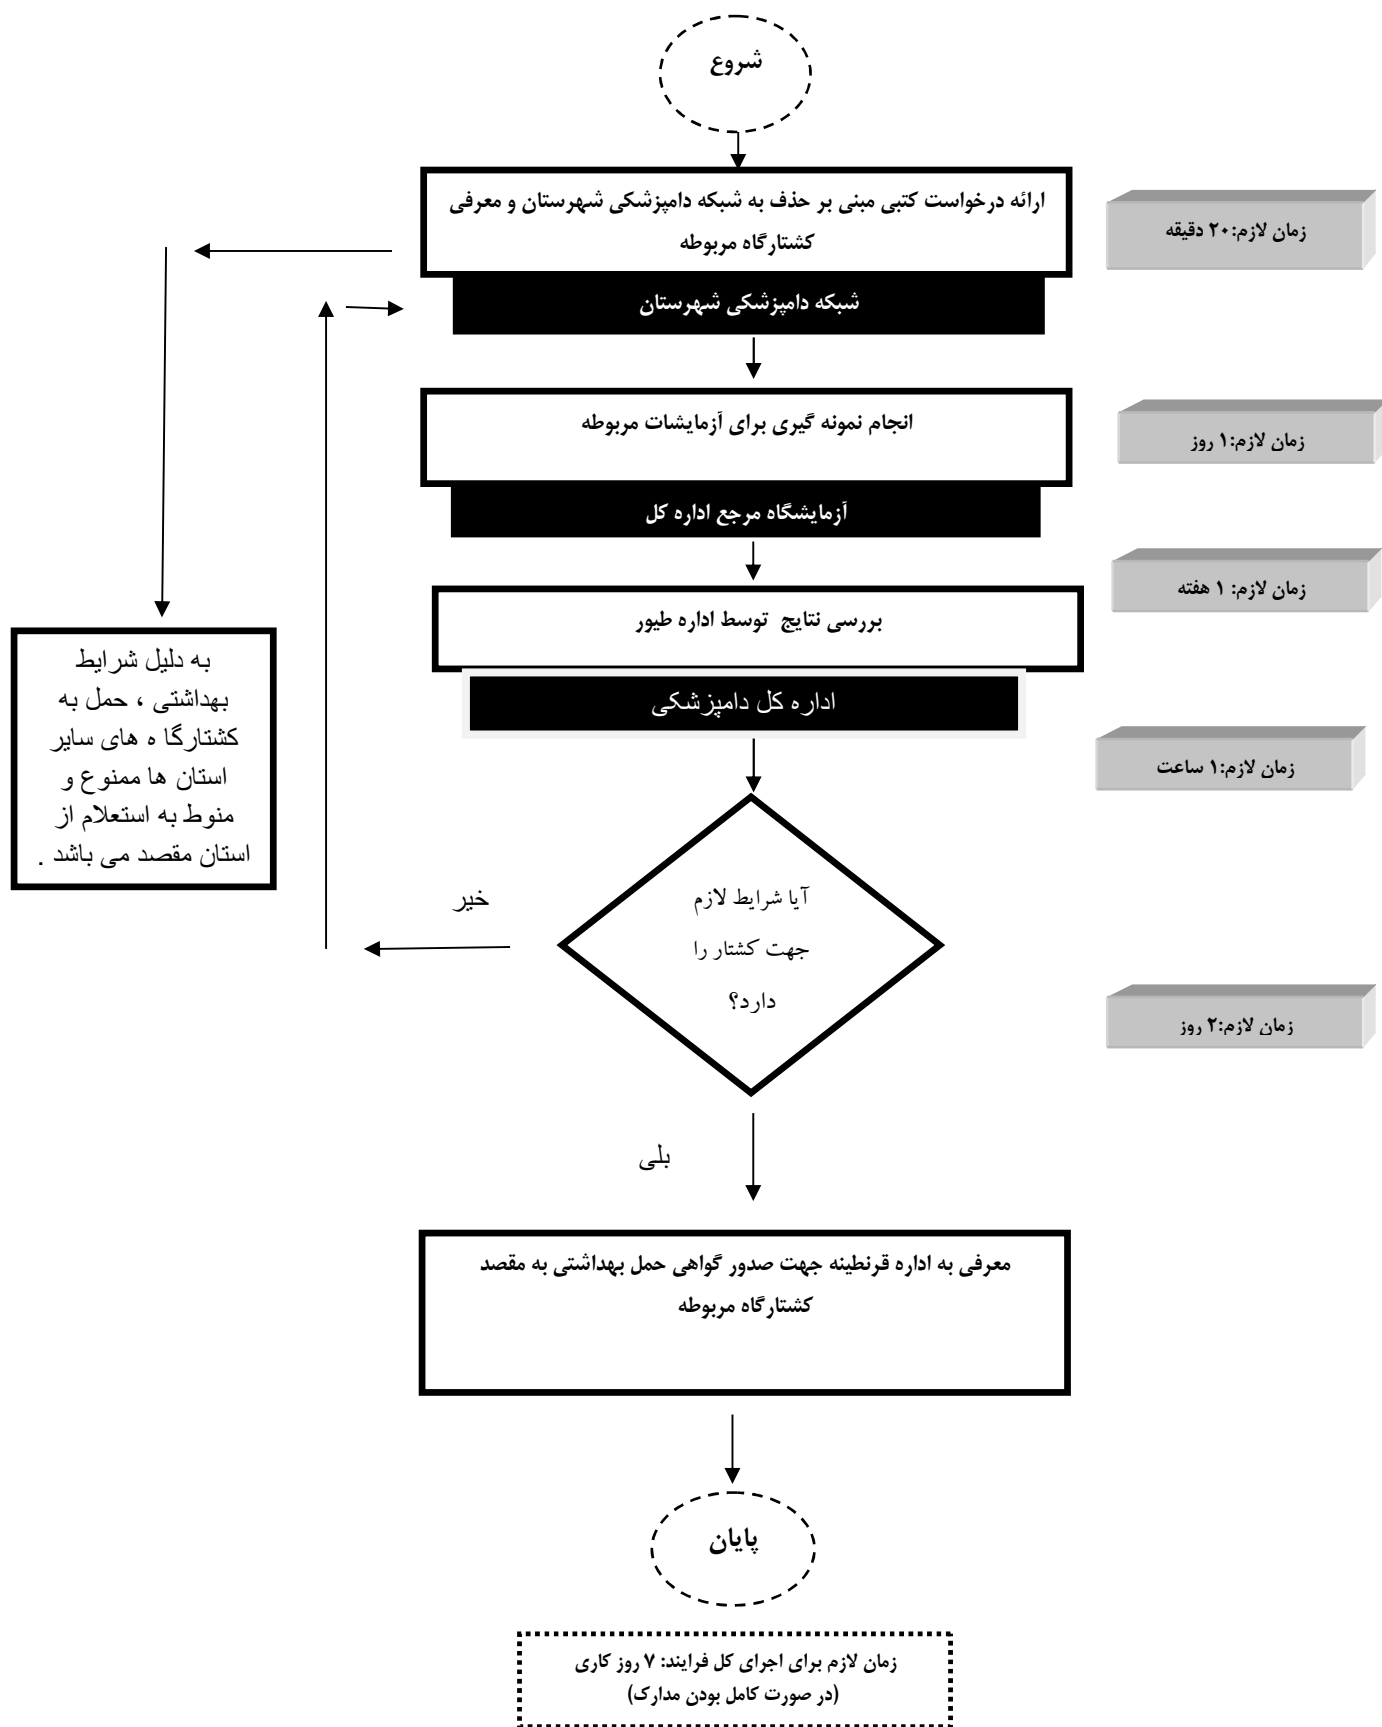 شروع
ارائه درخواست کتبی مبنی بر حذف به شبکه دامپزشکی شهرستان و معرفی
کشتارگاه مربوطه
زمان لازم:۲۰ دقیقه
شبکه دامپزشکی شهرستان
انجام نمونه گیری برای آزمایشات مربوطه
زمان لازم:۱ روز
آزمایشگاه مرجع اداره کل
زمان لازم: ۱ هفته
بررسی نتایج توسط اداره طیور
اداره کل دامپزشکی
زمان لازم:۱ ساعت
به دلیل شرایط
بهداشتی ، حمل به
کشتارگا ه های سایر
استان ها ممنوع و
منوط به استعلام از
استان مقصد می باشد .
خیر
آیا شرایط لازم
جهت کشتار را
دارد؟
زمان لازم:۲ روز
بلی
معرفی به اداره قرنطینه جهت صدور گواهی حمل بهداشتی به مقصد
کشتارگاه مربوطه
پایان
زمان لازم برای اجرای کل فرایند: ۷ روز کاری
(در صورت کامل بودن مدارک)